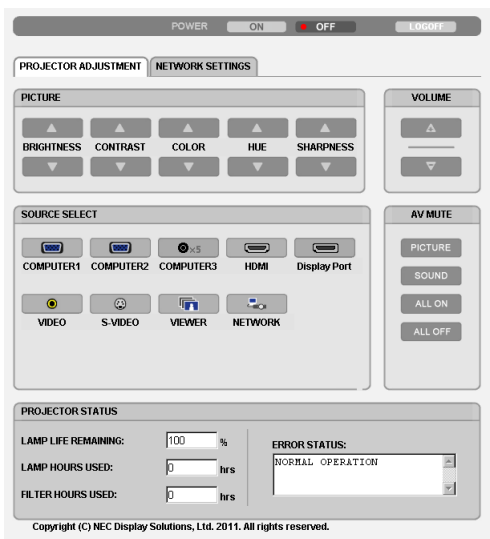 POWER ON OFF LOGOFF
PROJECTOR ADJUSTMENT NETWORK SETTINGS
PICTURE
BRIGHTNESS CONTRAST COLOR HUE SHARPNESS
VOLUME
SOURCE SELECT
×5
COMPUTER1 COMPUTER2 COMPUTER3 HDMI Display Port
VIDEO S-VIDEO VIEWER NETWORK
AV MUTE
PICTURE
SOUND
ALL ON
ALL OFF
PROJECTOR STATUS
LAMP LIFE REMAINING: 100 %
LAMP HOURS USED: 0 hrs
FILTER HOURS USED: 0 hrs
ERROR STATUS:
NORMAL OPERATION
Copyright (C) NEC Display Solutions, Ltd. 2011. All rights reserved.